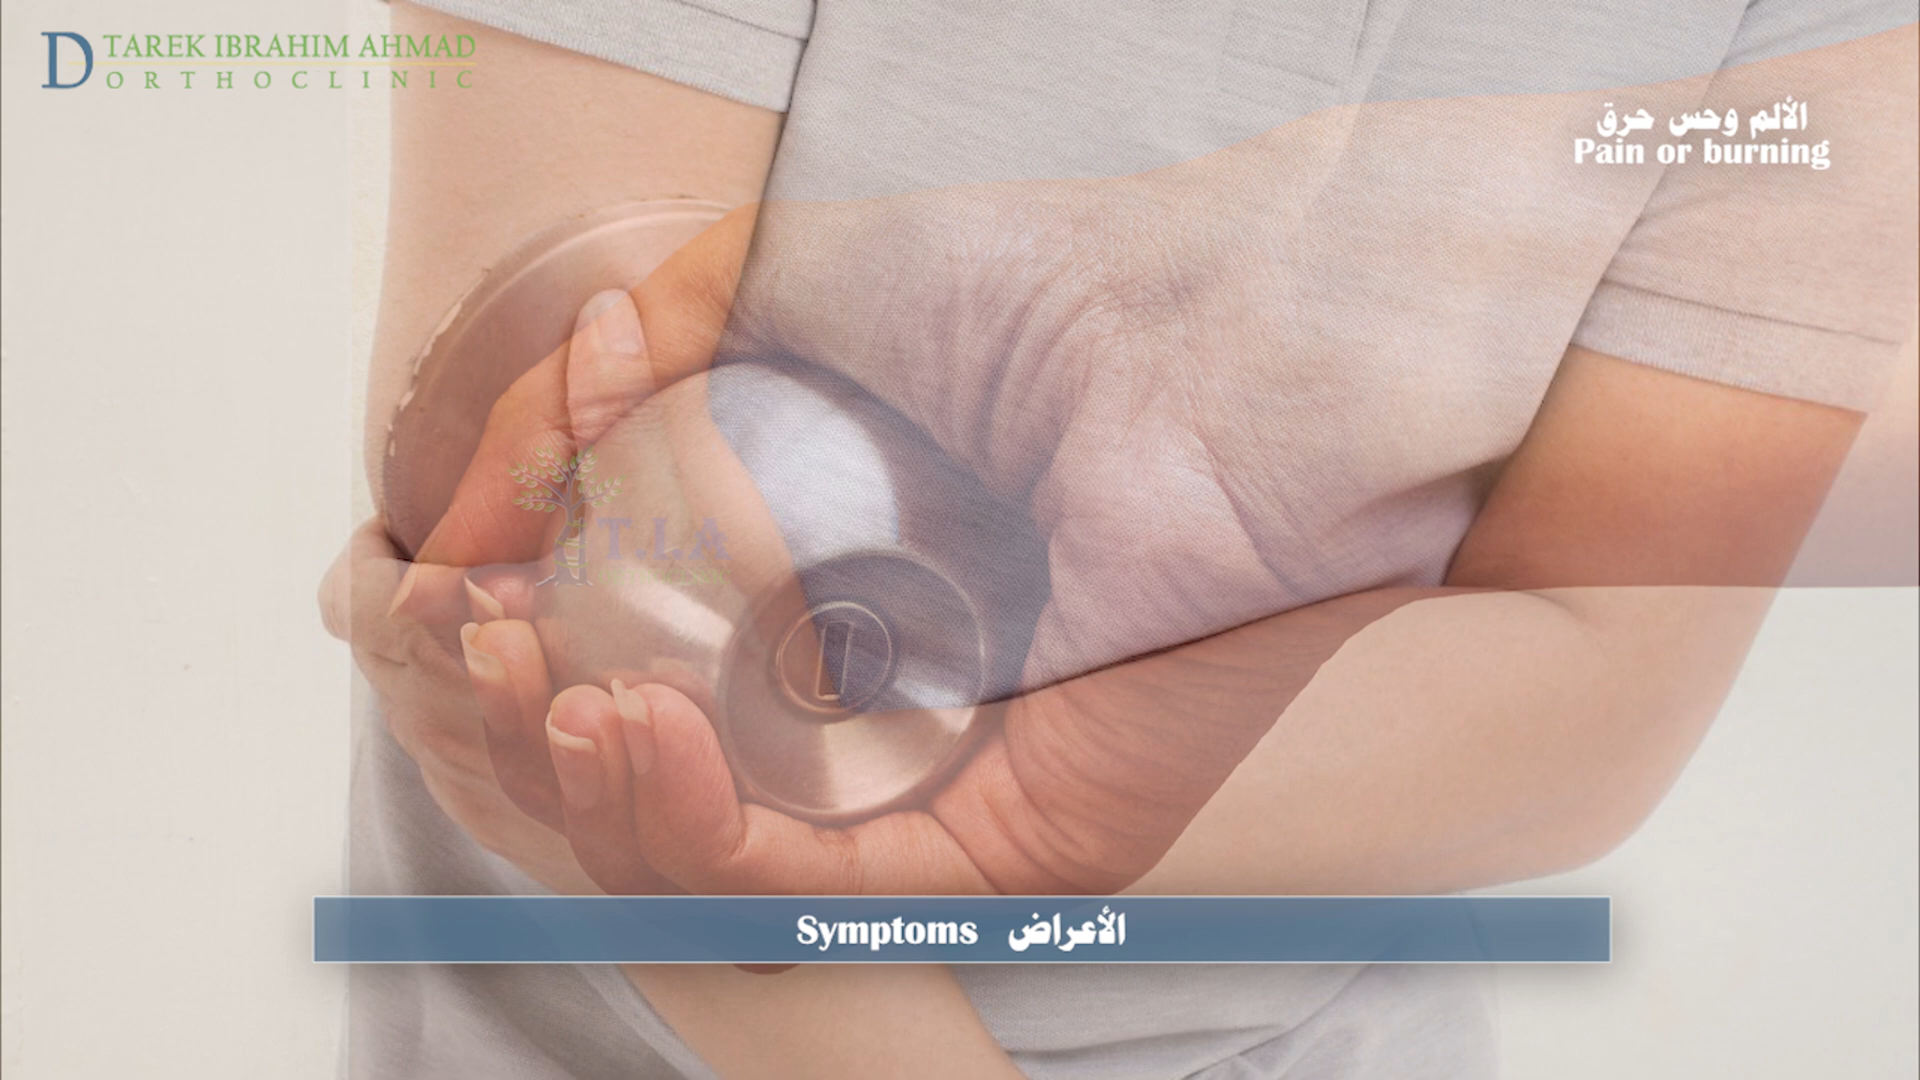 D TAREK IBRAHIM AHMAD
ORTHOCLINIC
الألم وحس حرق
Pain or burning
T.I.A
Symptoms الأعراض